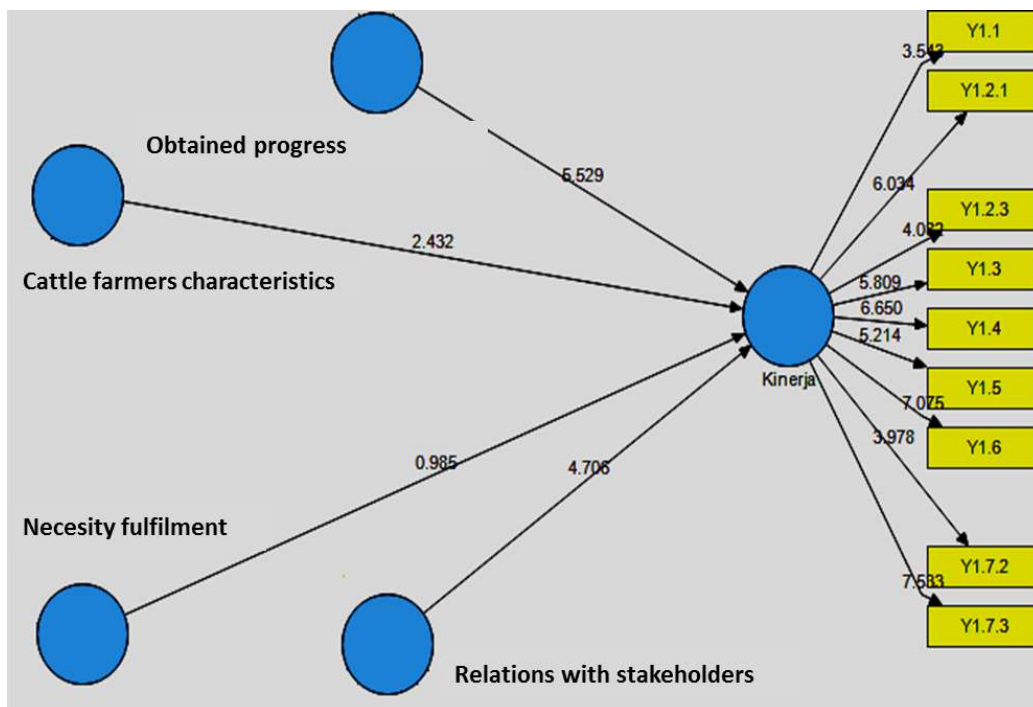 Y1.1
3.543
Y1.2.1
Obtained progress
5.529
6.034
Y1.2.3
4.032
2.432
Cattle farmers characteristics
Y1.3
5.809
6.650
Y1.4
5.214
Kinerja
Y1.5
7.075
3.978
Y1.6
0.985
4.706
Necesity fulfilment
Y1.7.2
7.533
Y1.7.3
Relations with stakeholders